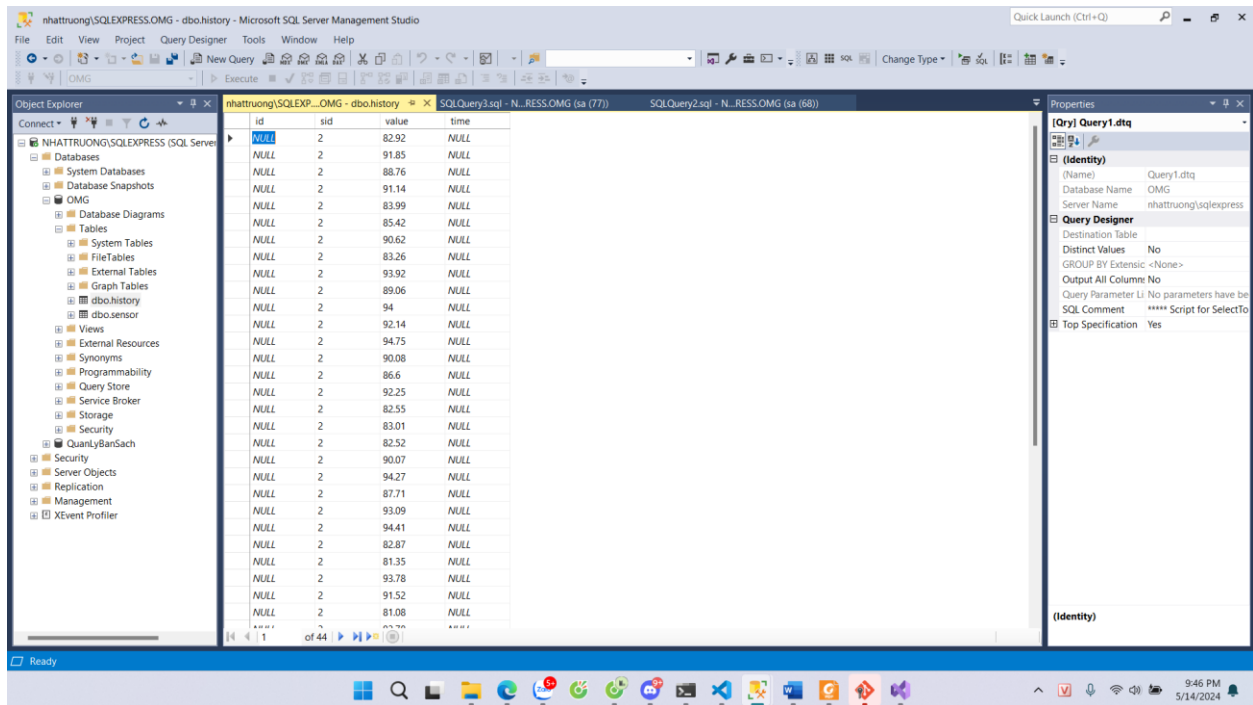 nhattruong\SQLEXPRESS.OMG - dbo.history - Microsoft SQL Server Management Studio
Quick Launch (Ctrl+Q)
File Edit View Project Query Designer Tools Window Help
New Query Change Type
OMG Execute
Object Explorer
Connect
NHATTRUONG\SQLEXPRESS (SQL Server
Databases
System Databases
Database Snapshots
OMG
Database Diagrams
Tables
System Tables
FileTables
External Tables
Graph Tables
dbo.history
dbo.sensor
Views
External Resources
Synonyms
Programmability
Query Store
Service Broker
Storage
Security
QuanLyBanSach
Security
Server Objects
Replication
Management
XEvent Profiler
nhattruong\SQLEXP....OMG - dbo.history SQLQuery3.sql - N...RESS.OMG (sa (77)) SQLQuery2.sql - N...RESS.OMG (sa (68))
id sid value time
NULL 2 82.92 NULL
NULL 2 91.85 NULL
NULL 2 88.76 NULL
NULL 2 91.14 NULL
NULL 2 83.99 NULL
NULL 2 85.42 NULL
NULL 2 90.62 NULL
NULL 2 83.26 NULL
NULL 2 93.92 NULL
NULL 2 89.06 NULL
NULL 2 94 NULL
NULL 2 92.14 NULL
NULL 2 94.75 NULL
NULL 2 90.08 NULL
NULL 2 86.6 NULL
NULL 2 92.25 NULL
NULL 2 82.55 NULL
NULL 2 83.01 NULL
NULL 2 82.52 NULL
NULL 2 90.07 NULL
NULL 2 94.27 NULL
NULL 2 87.71 NULL
NULL 2 93.09 NULL
NULL 2 94.41 NULL
NULL 2 82.87 NULL
NULL 2 81.35 NULL
NULL 2 93.78 NULL
NULL 2 91.52 NULL
NULL 2 81.08 NULL
1 of 44
Properties
[Qry] Query1.dtq
(Identity)
(Name) Query1.dtq
Database Name OMG
Server Name nhattruong\sqlexpress
Query Designer
Destination Table
Distinct Values No
GROUP BY Extensic <None>
Output All Columns No
Query Parameter Li No parameters have be
SQL Comment ***** Script for SelectTo
Top Specification Yes
(Identity)
Ready
9:46 PM
5/14/2024